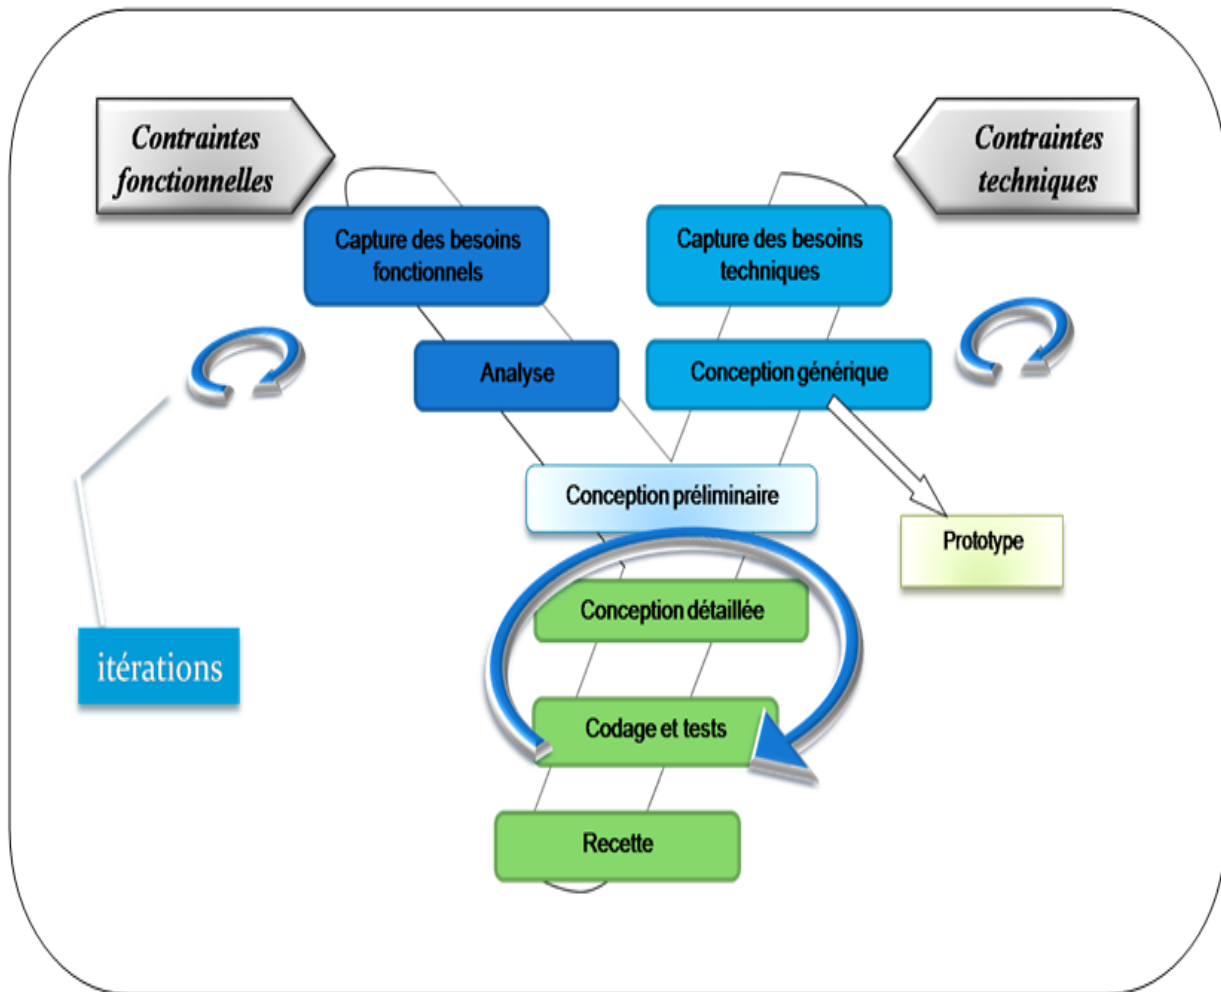 Contraintes
fonctionnelles
Contraintes
techniques
Capture des besoins
fonctionnels
Capture des besoins
techniques
Analyse
Conception générique
Conception préliminaire
Prototype
Conception détaillée
itérations
Codage et tests
Recette